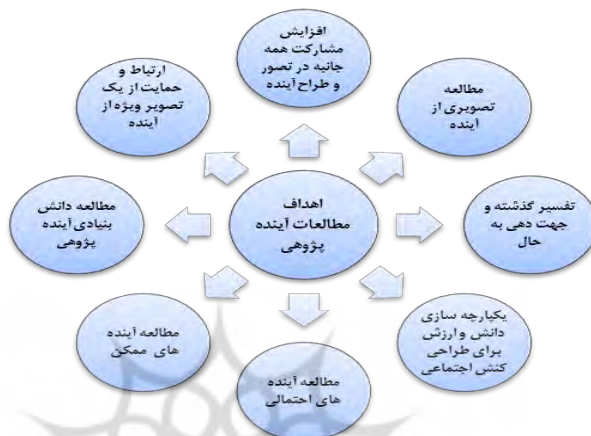 افزایش
مشارکت همه
جانبه در تصور
و طراح آینده
مطالعه
تصویری از
آینده
تفسیر گذشته و
جهت دهی به
حال
یکپارچه سازی
دانش و ارزش
برای طراحی
کنش اجتماعی
مطالعه آینده
های احتمالی
مطالعه آینده
های ممکن
مطالعه دانش
بنیادی آینده
پژوهی
ارتباط و
حمایت از یک
تصویر ویژه از
آینده
اهداف
مطالعات آینده
پژوهی